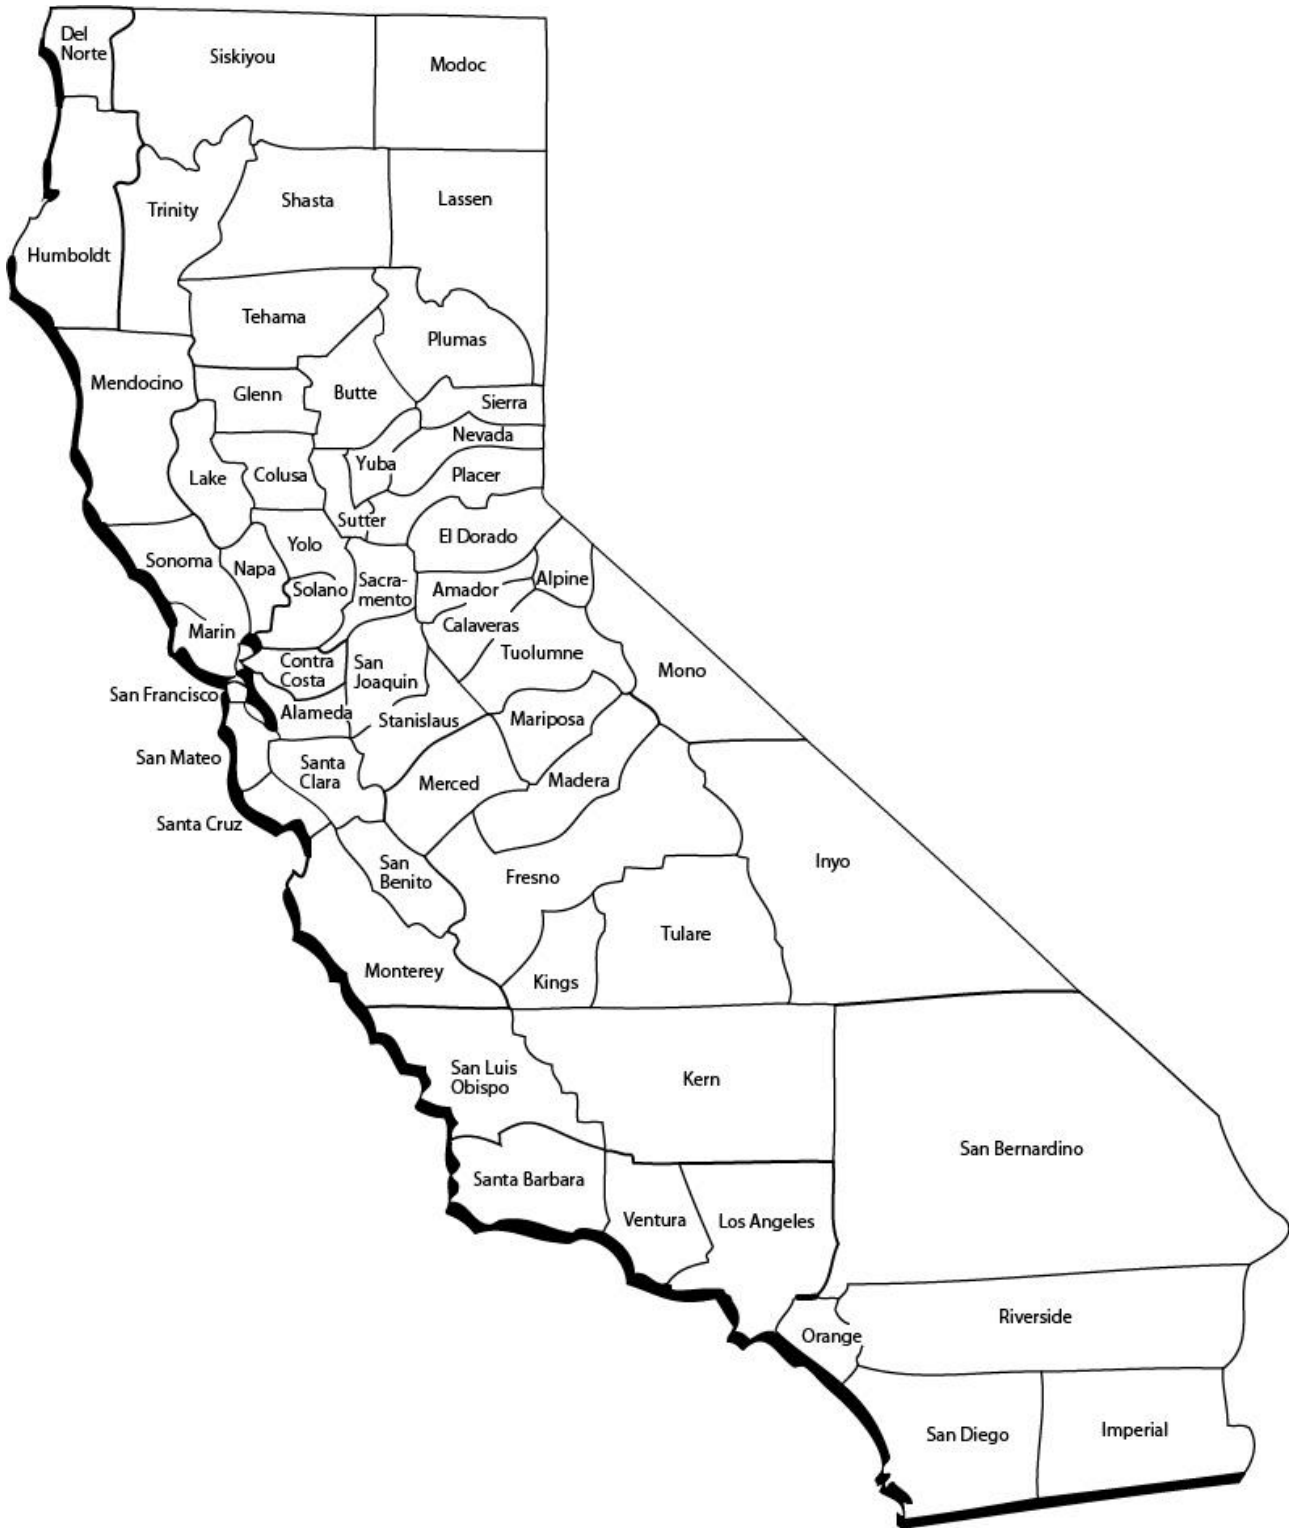 Del
Norte
Siskiyou
Modoc
Trinity
Shasta
Lassen
Humboldt
Tehama
Plumas
Mendocino
Glenn
Butte
Sierra
Nevada
Lake
Colusa
Yuba
Placer
Sutter
El Dorado
Sonoma
Napa
Yolo
Solano
Sacra-
mento
Amador
Alpine
Marin
Calaveras
Tuolumne
Mono
Contra
Costa
San
Joaquin
San Francisco
Alameda
Stanislaus
Mariposa
San Mateo
Santa
Clara
Merced
Madera
Santa Cruz
San
Benito
Fresno
Inyo
Tulare
Monterey
Kings
San Luis
Obispo
Kern
San Bernardino
Santa Barbara
Ventura
Los Angeles
Orange
Riverside
San Diego
Imperial